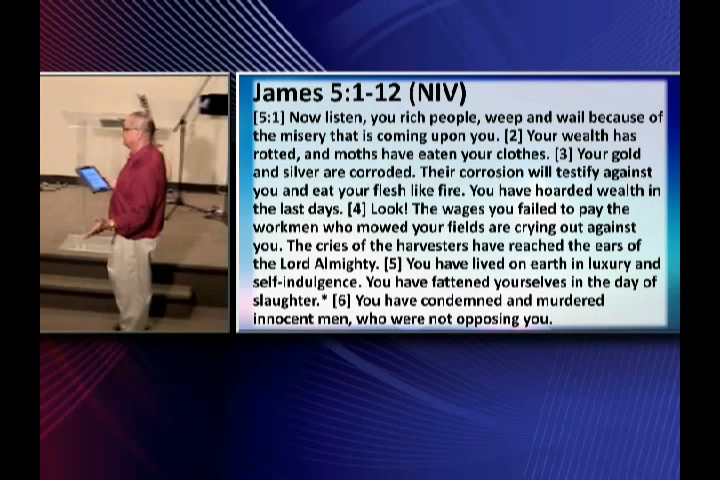 James 5:1-12 (NIV)
[5:1] Now listen, you rich people, weep and wail because of
the misery that is coming upon you. [2] Your wealth has
rotted, and moths have eaten your clothes. [3] Your gold
and silver are corroded. Their corrosion will testify against
you and eat your flesh like fire. You have hoarded wealth in
the last days. [4] Look! The wages you failed to pay the
workmen who mowed your fields are crying out against
you. The cries of the harvesters have reached the ears of
the Lord Almighty. [5] You have lived on earth in luxury and
self-indulgence. You have fattened yourselves in the day of
slaughter.* [6] You have condemned and murdered
innocent men, who were not opposing you.